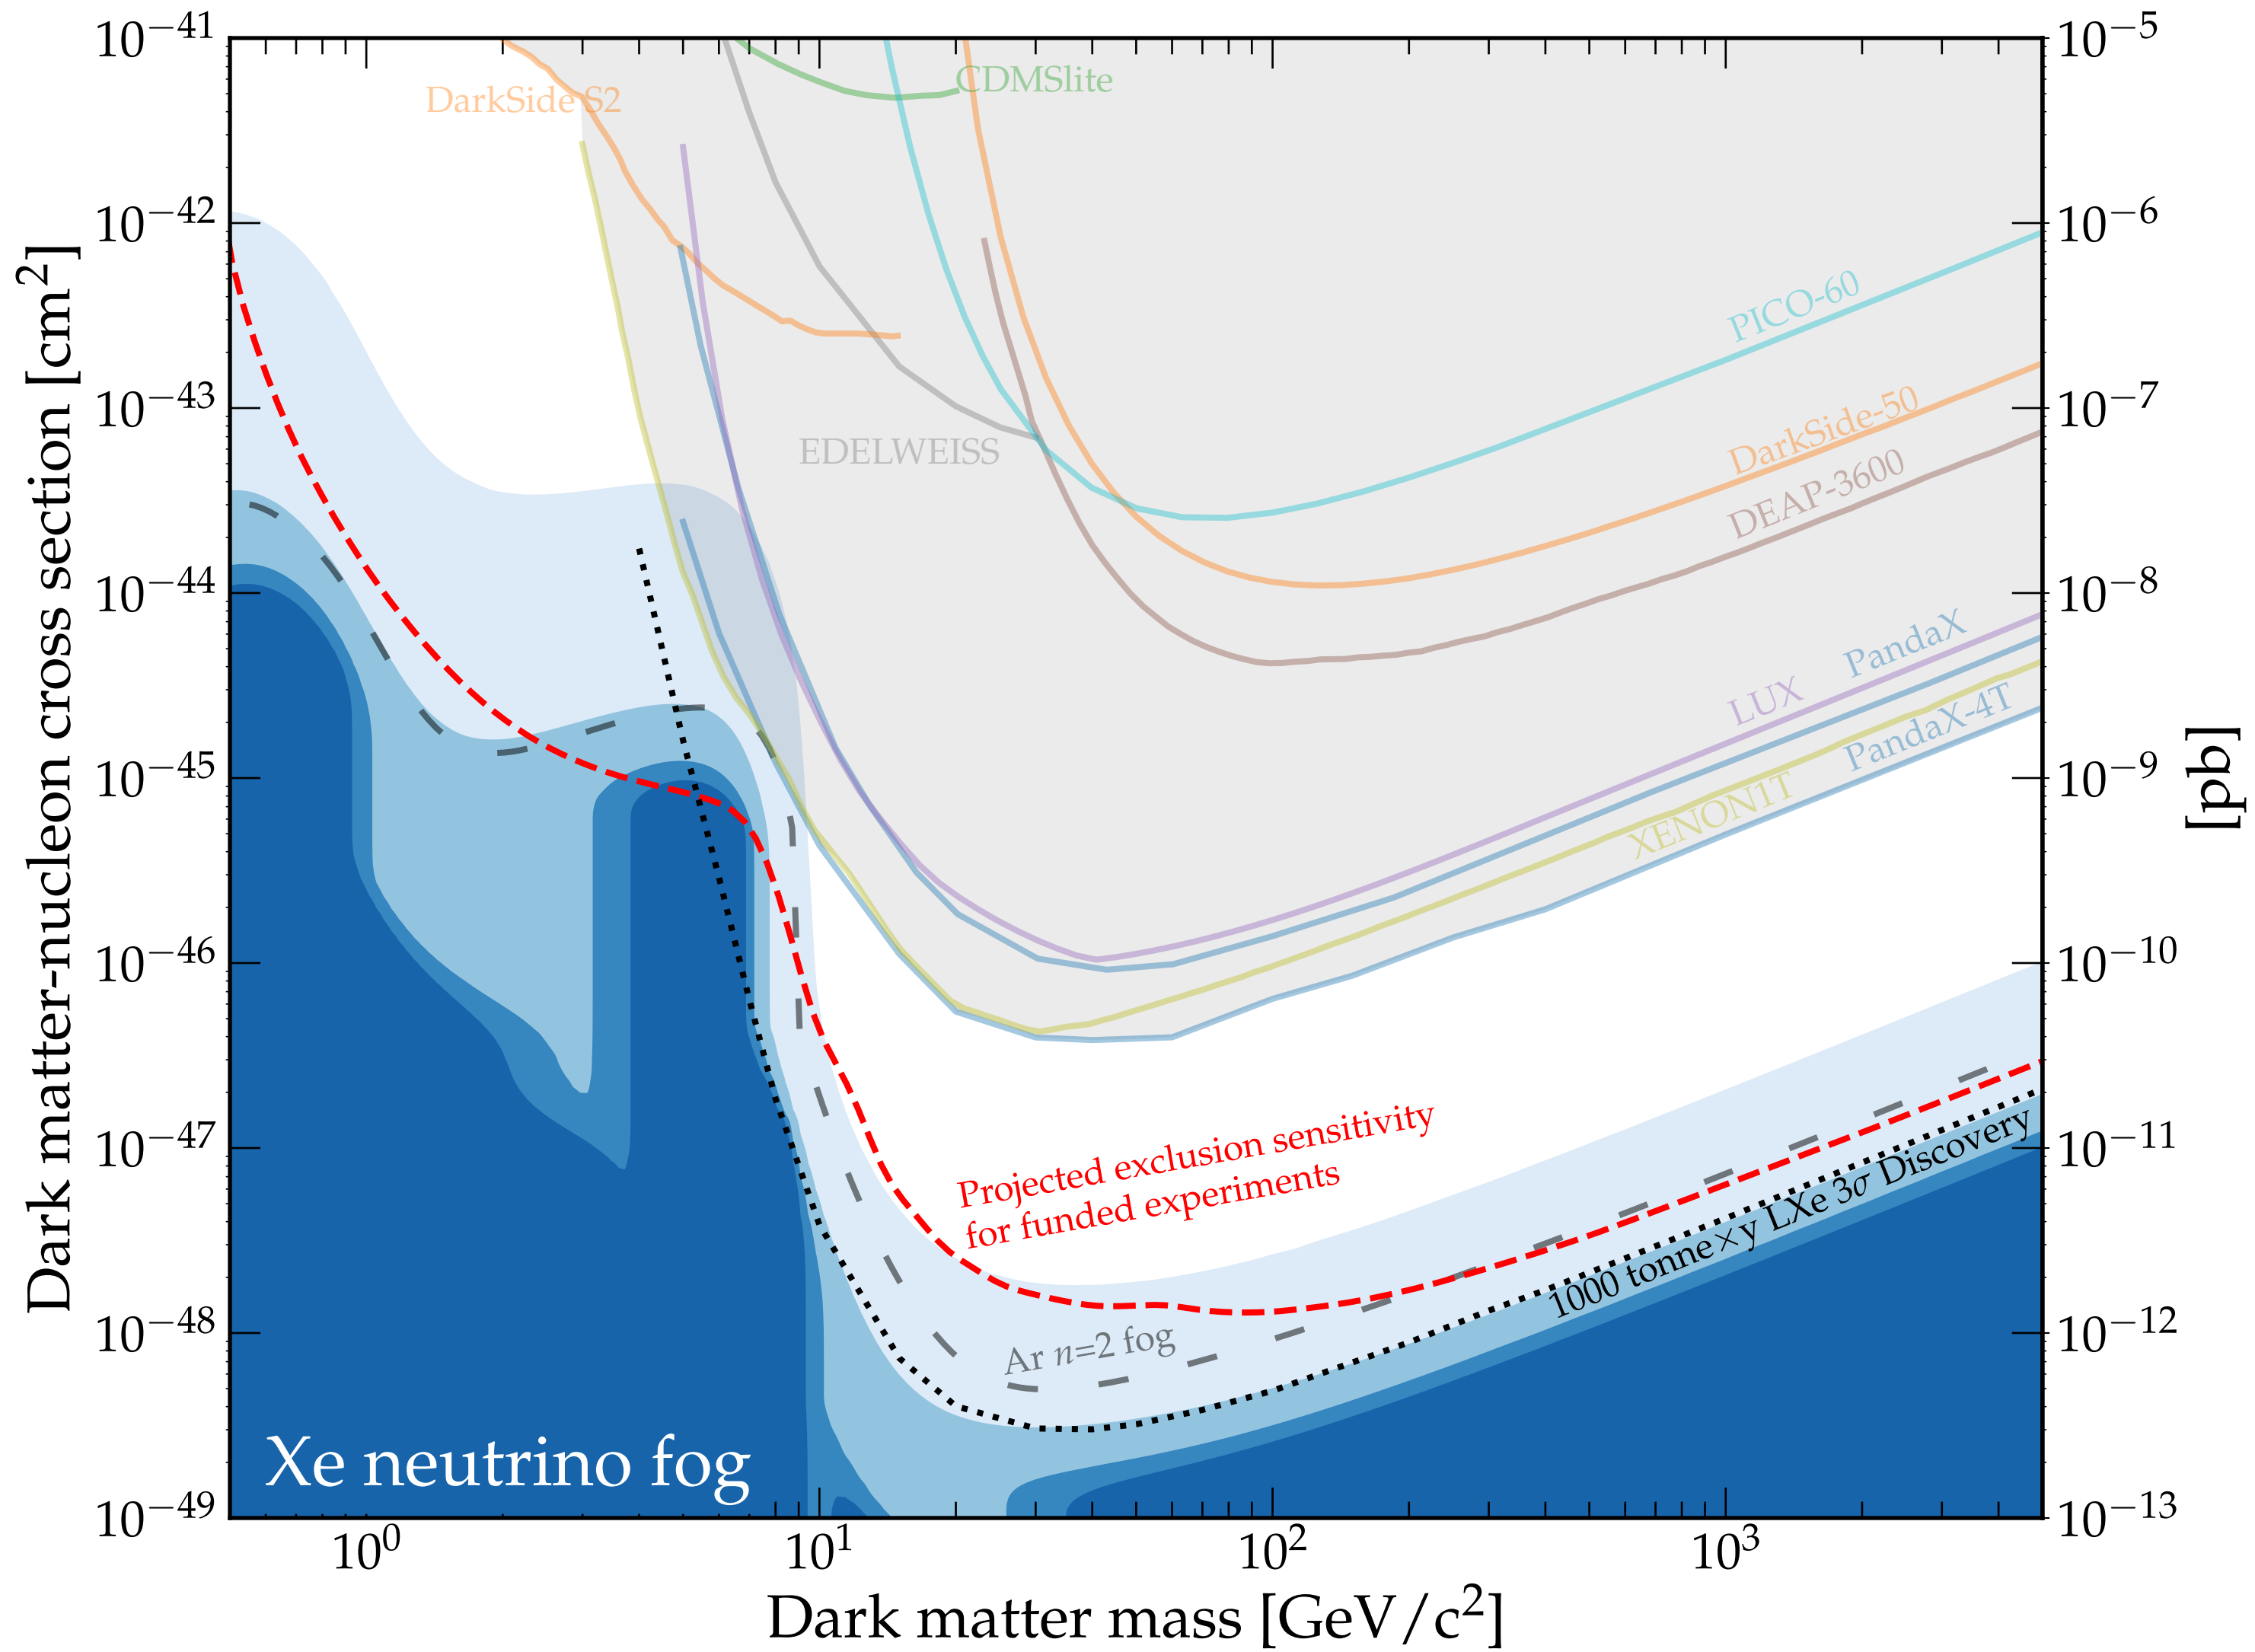 10⁻⁴¹
10⁻⁴²
10⁻⁴³
10⁻⁴⁴
10⁻⁴⁵
10⁻⁴⁶
10⁻⁴⁷
10⁻⁴⁸
10⁻⁴⁹
Dark matter-nucleon cross section [cm²]
DarkSide S2
CDMSlite
EDELWEISS
PICO-60
DarkSide-50
DEAP-3600
PandaX
LUX
PandaX-4T
XENON1T
Projected exclusion sensitivity
for funded experiments
1000 tonne×y LXe 3σ Discovery
Ar n=2 fog
Xe neutrino fog
10⁻⁵
10⁻⁶
10⁻⁷
10⁻⁸
10⁻⁹
10⁻¹⁰
10⁻¹¹
10⁻¹²
10⁻¹³
[pb]
10⁰
10¹
10²
10³
Dark matter mass [GeV/c²]